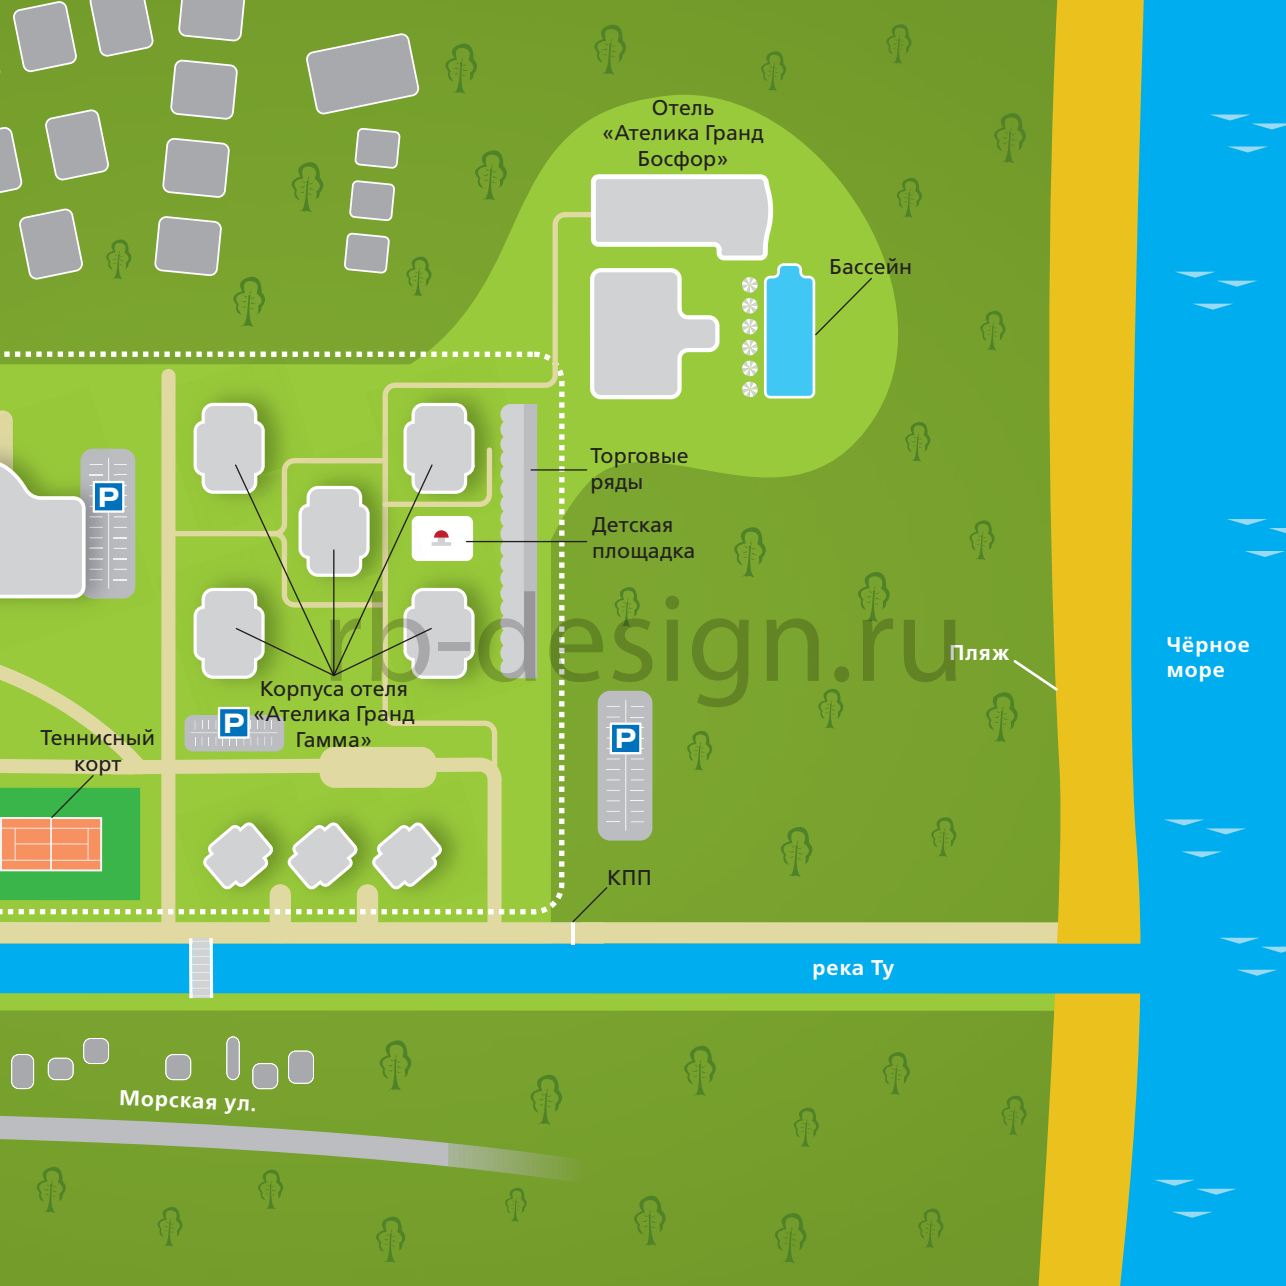 Отель
«Ателика Гранд
Босфор»
Бассейн
P
Торговые
ряды
Детская
площадка
rb-design.ru
Пляж
Чёрное
море
Корпуса отеля
«Ателика Гранд
Гамма»
P
P
Теннисный
корт
КПП
река Ту
Морская ул.